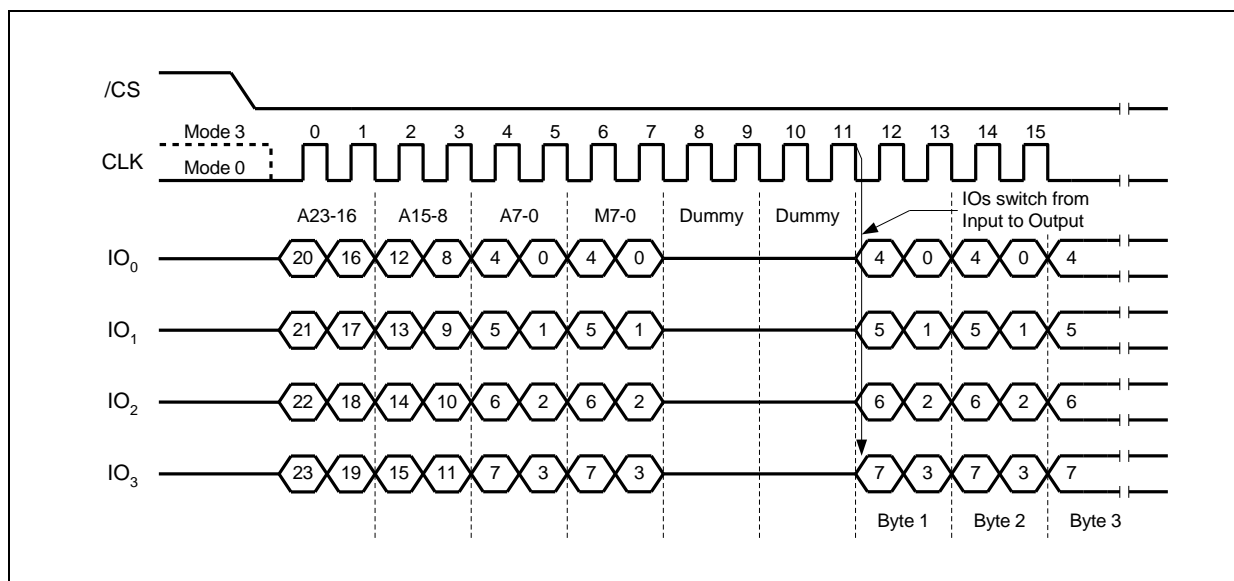 /CS
Mode 3 0 1 2 3 4 5 6 7 8 9 10 11 12 13 14 15
CLK
Mode 0
IOs switch from
Input to Output
A23-16 A15-8 A7-0 M7-0 Dummy Dummy
IO0 20 16 12 8 4 0 4 0 4 0 4 0 4
IO1 21 17 13 9 5 1 5 1 5 1 5 1 5
IO2 22 18 14 10 6 2 6 2 6 2 6 2 6
IO3 23 19 15 11 7 3 7 3 7 3 7 3 7
Byte 1 Byte 2 Byte 3